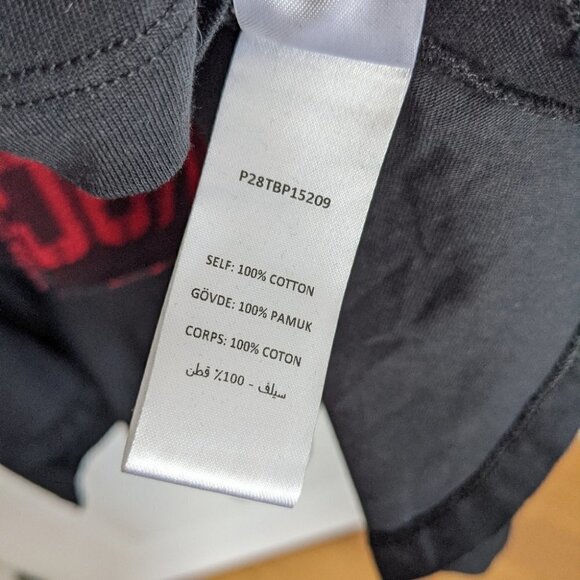 P28TBP15209
SELF: 100% COTTON
GÖVDE: 100% PAMUK
CORPS: 100% COTON
سيلف - 100٪ قطن